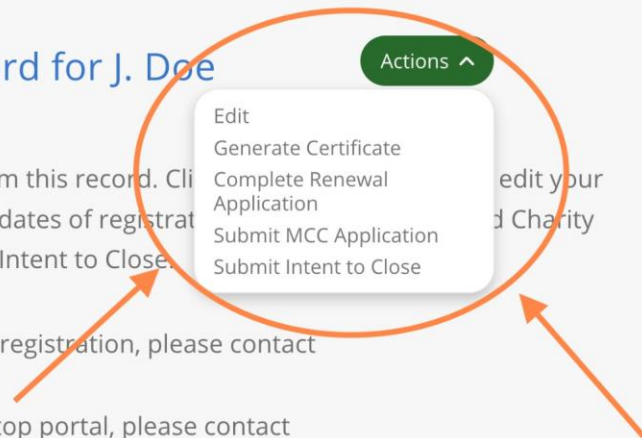 rd for J. Doe
Actions
Edit
Generate Certificate
m this record. Cli
Complete Renewal
edit your
Application
dates of registrat
d Charity
Submit MCC Application
Intent to Close.
Submit Intent to Close
registration, please contact
top portal, please contact